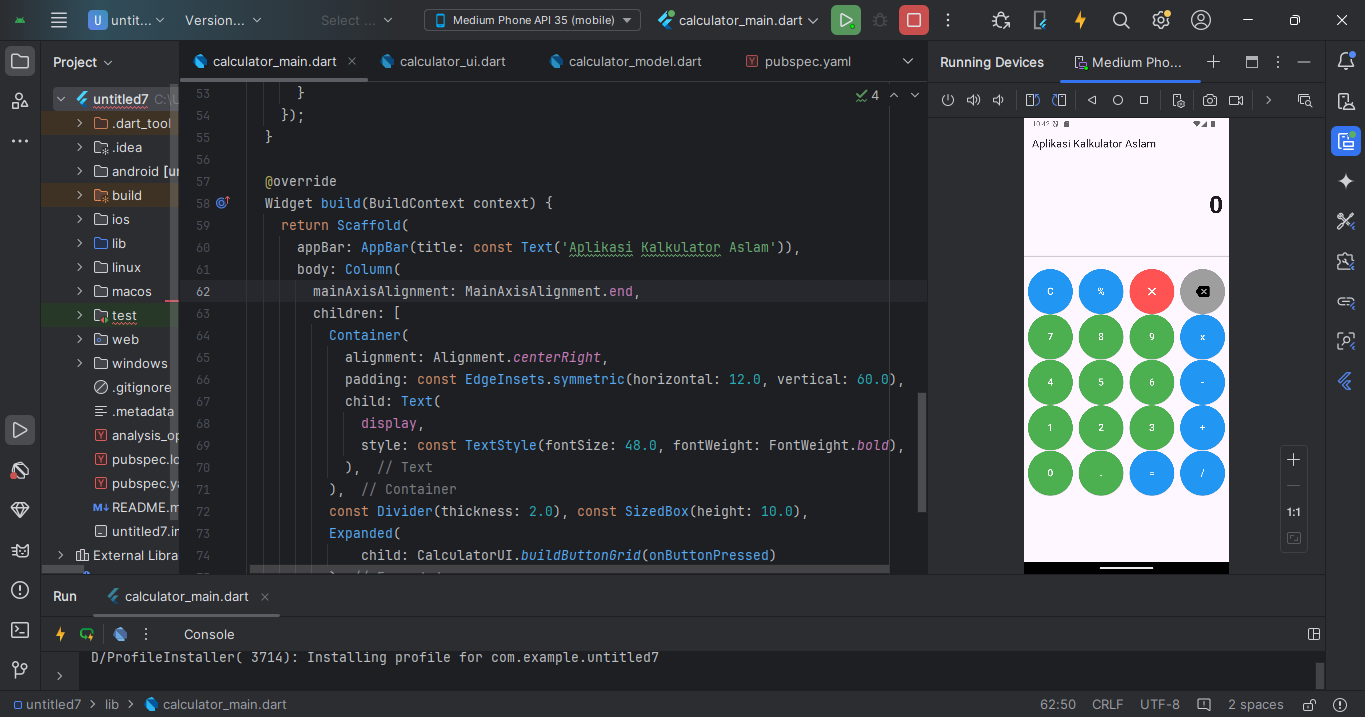 U untit... Version... Select ... Medium Phone API 35 (mobile) calculator_main.dart
Project
calculator_main.dart calculator_ui.dart calculator_model.dart pubspec.yaml
Running Devices Medium Pho...
untitled7
.dart_tool
.idea
android [u
build
ios
lib
linux
macos
test
web
windows
.gitignore
.metadata
analysis_op
pubspec.lo
pubspec.ya
README.m
untitled7.in
External Libra
4
53 }
54 });
55 }
56
57 @override
58 Widget build(BuildContext context) {
59 return Scaffold(
60 appBar: AppBar(title: const Text('Aplikasi Kalkulator Aslam')),
61 body: Column(
62 mainAxisAlignment: MainAxisAlignment.end,
63 children: [
64 Container(
65 alignment: Alignment.centerRight,
66 padding: const EdgeInsets.symmetric(horizontal: 12.0, vertical: 60.0),
67 child: Text(
68 display,
69 style: const TextStyle(fontSize: 48.0, fontWeight: FontWeight.bold),
70 ), // Text
71 ), // Container
72 const Divider(thickness: 2.0), const SizedBox(height: 10.0),
73 Expanded(
74 child: CalculatorUI.buildButtonGrid(onButtonPressed)
Aplikasi Kalkulator Aslam
0
C %
7 8 9 x
4 5 6 -
1 2 3 +
0 . = /
1:1
Run calculator_main.dart
Console
D/ProfileInstaller( 3714): Installing profile for com.example.untitled7
untitled7 > lib > calculator_main.dart
62:50 CRLF UTF-8 2 spaces